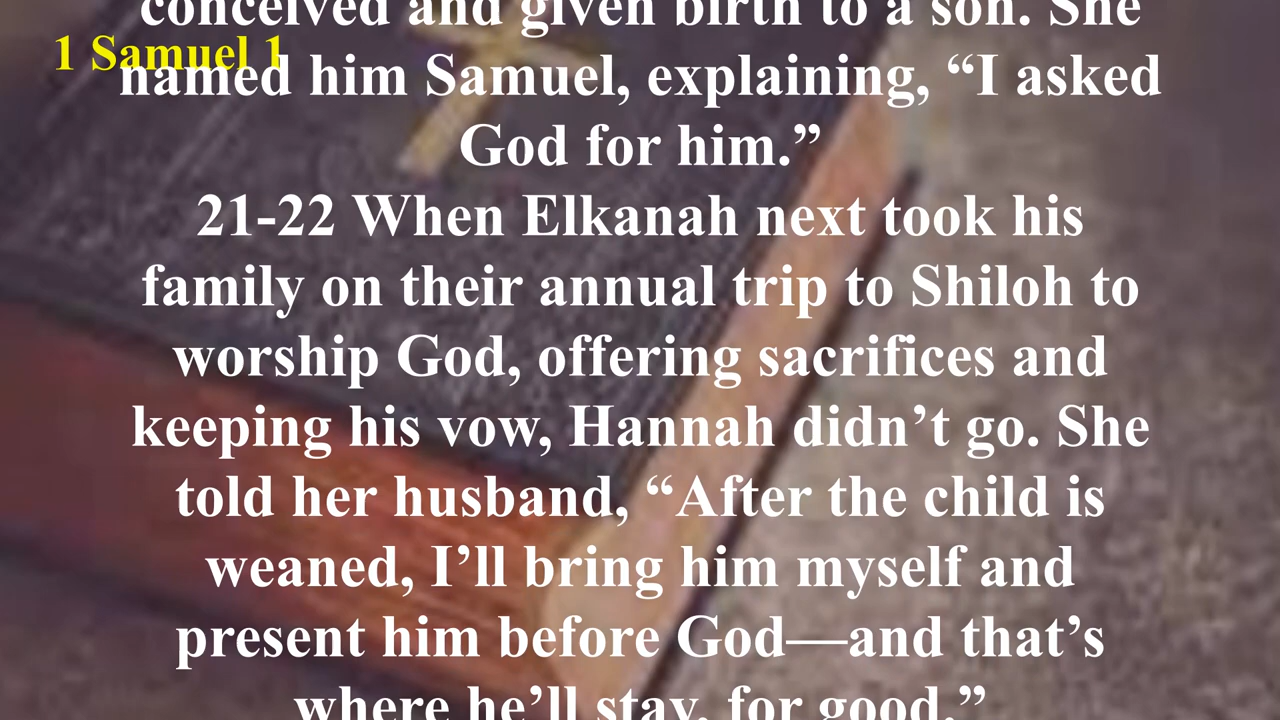 conceived and given birth to a son. She
1 Samuel 1
named him Samuel, explaining, “I asked
God for him.”
21-22 When Elkanah next took his
family on their annual trip to Shiloh to
worship God, offering sacrifices and
keeping his vow, Hannah didn’t go. She
told her husband, “After the child is
weaned, I’ll bring him myself and
present him before God—and that’s
where he’ll stay, for good.”